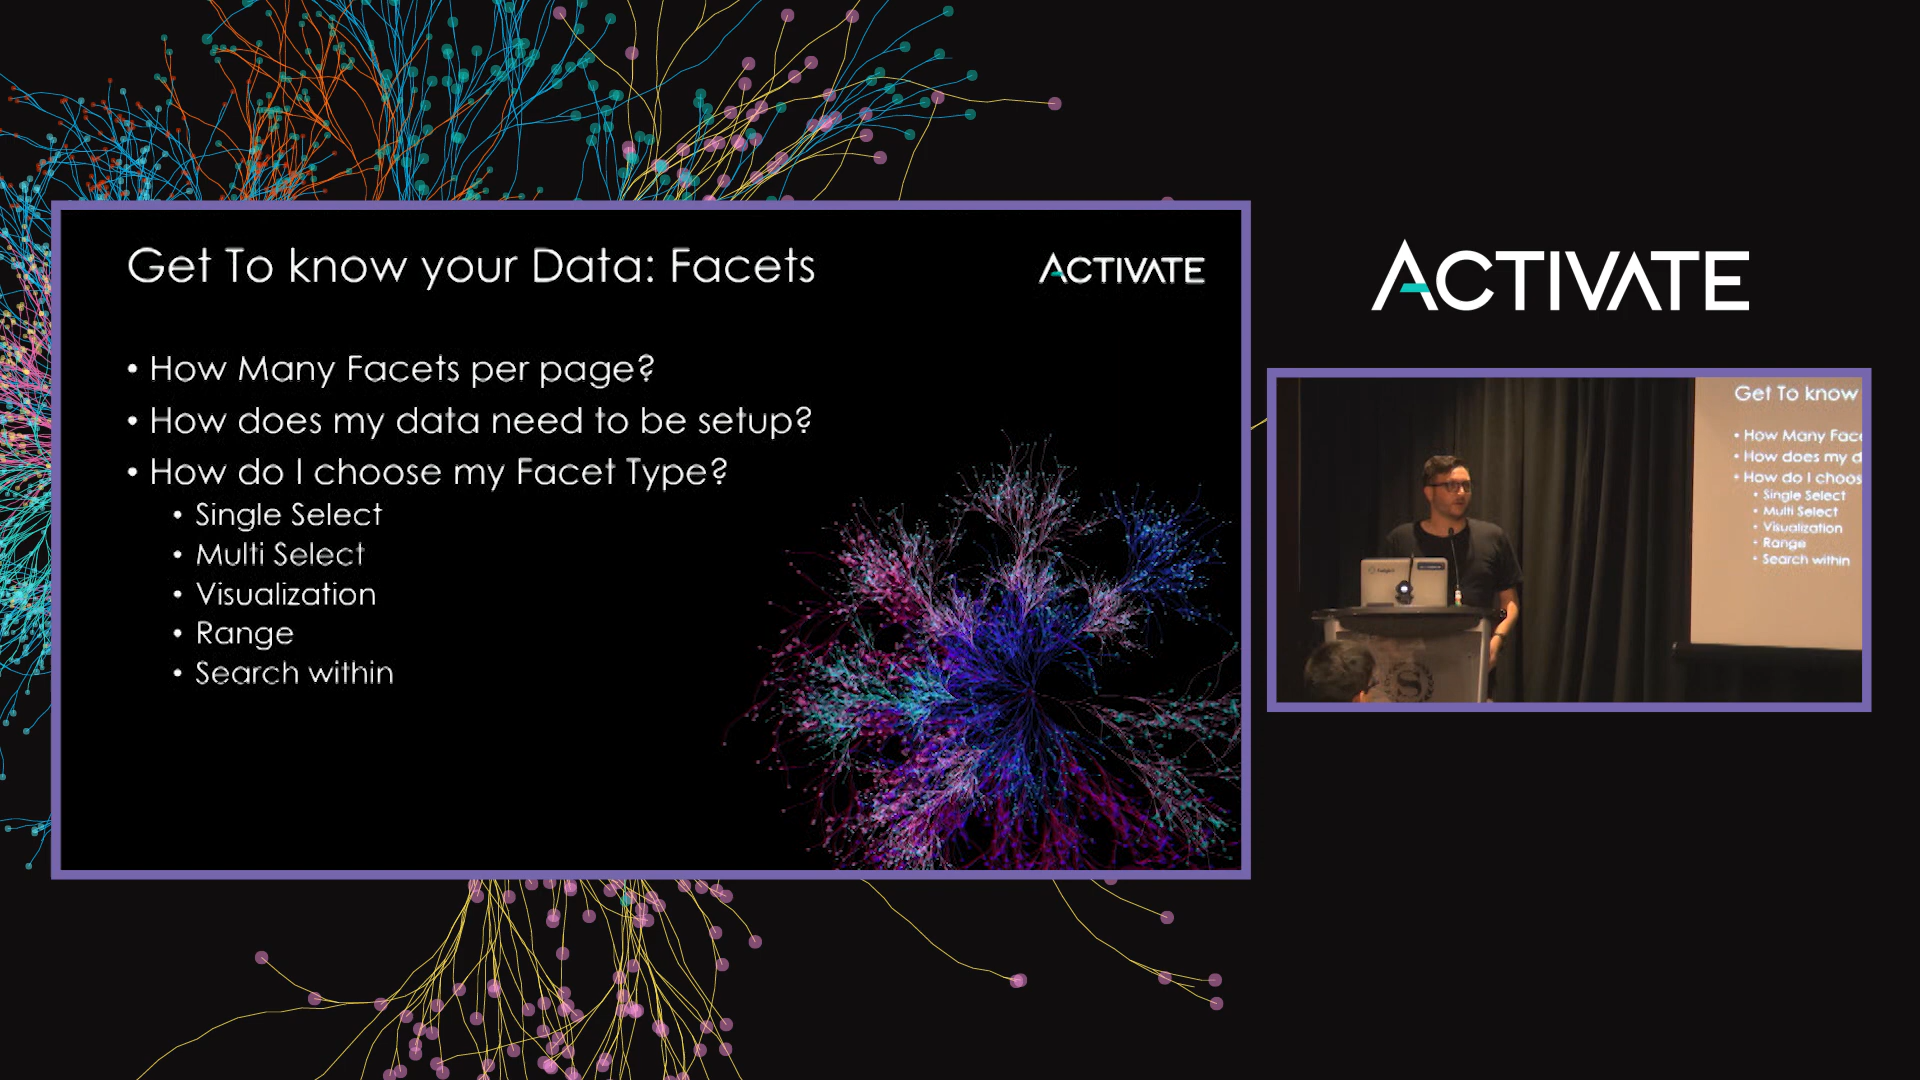 Get To know your Data: Facets
ACTIVATE
• How Many Facets per page?
• How does my data need to be setup?
• How do I choose my Facet Type?
• Single Select
• Multi Select
• Visualization
• Range
• Search within
ACTIVATE
Get To know
• How Many Face
• How does my d
• How do I choos
• Single Select
• Multi Select
• Visualization
• Range
• Search within
S